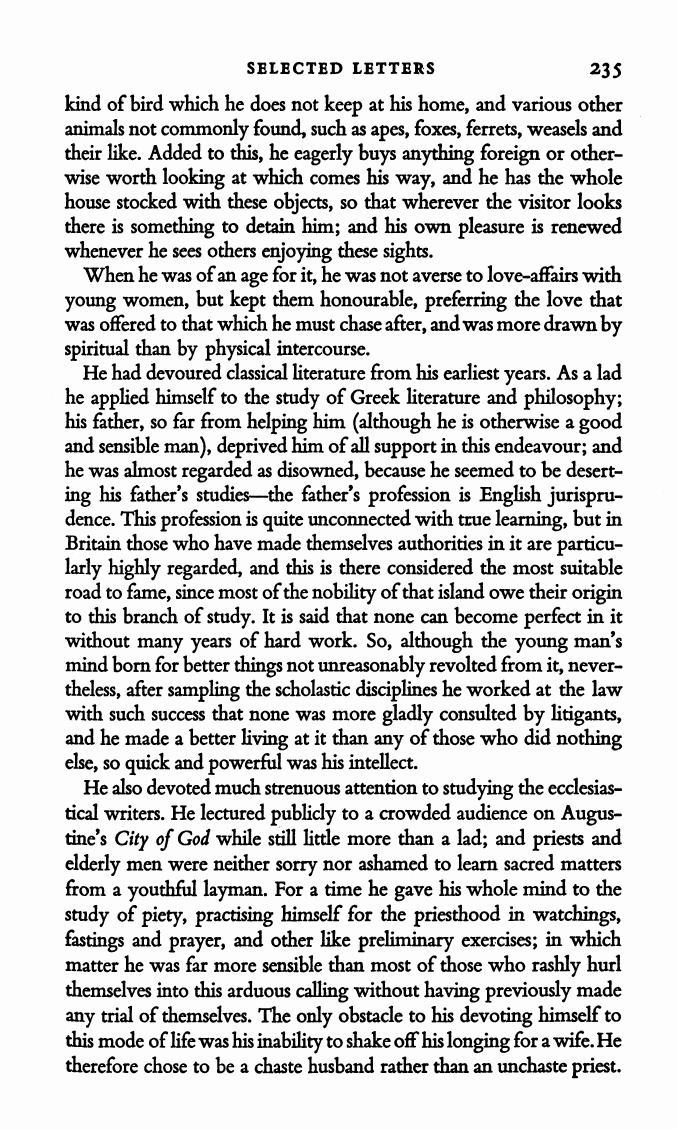 SELECTED LETTERS 235
kind of bird which he does not keep at his home, and various other
animals not commonly found, such as apes, foxes, ferrets, weasels and
their like. Added to this, he eagerly buys anything foreign or other-
wise worth looking at which comes his way, and he has the whole
house stocked with these objects, so that wherever the visitor looks
there is something to detain him; and his own pleasure is renewed
whenever he sees others enjoying these sights.
When he was of an age for it, he was not averse to love-affairs with
young women, but kept them honourable, preferring the love that
was offered to that which he must chase after, and was more drawn by
spiritual than by physical intercourse.
He had devoured classical literature from his earliest years. As a lad
he applied himself to the study of Greek literature and philosophy;
his father, so far from helping him (although he is otherwise a good
and sensible man), deprived him of all support in this endeavour; and
he was almost regarded as disowned, because he seemed to be desert-
ing his father's studies—the father's profession is English jurispru-
dence. This profession is quite unconnected with true learning, but in
Britain those who have made themselves authorities in it are particu-
larly highly regarded, and this is there considered the most suitable
road to fame, since most of the nobility of that island owe their origin
to this branch of study. It is said that none can become perfect in it
without many years of hard work. So, although the young man's
mind born for better things not unreasonably revolted from it, never-
theless, after sampling the scholastic disciplines he worked at the law
with such success that none was more gladly consulted by litigants,
and he made a better living at it than any of those who did nothing
else, so quick and powerful was his intellect.
He also devoted much strenuous attention to studying the ecclesias-
tical writers. He lectured publicly to a crowded audience on Augus-
tine's City of God while still little more than a lad; and priests and
elderly men were neither sorry nor ashamed to learn sacred matters
from a youthful layman. For a time he gave his whole mind to the
study of piety, practising himself for the priesthood in watchings,
fastings and prayer, and other like preliminary exercises; in which
matter he was far more sensible than most of those who rashly hurl
themselves into this arduous calling without having previously made
any trial of themselves. The only obstacle to his devoting himself to
this mode of life was his inability to shake off his longing for a wife. He
therefore chose to be a chaste husband rather than an unchaste priest.